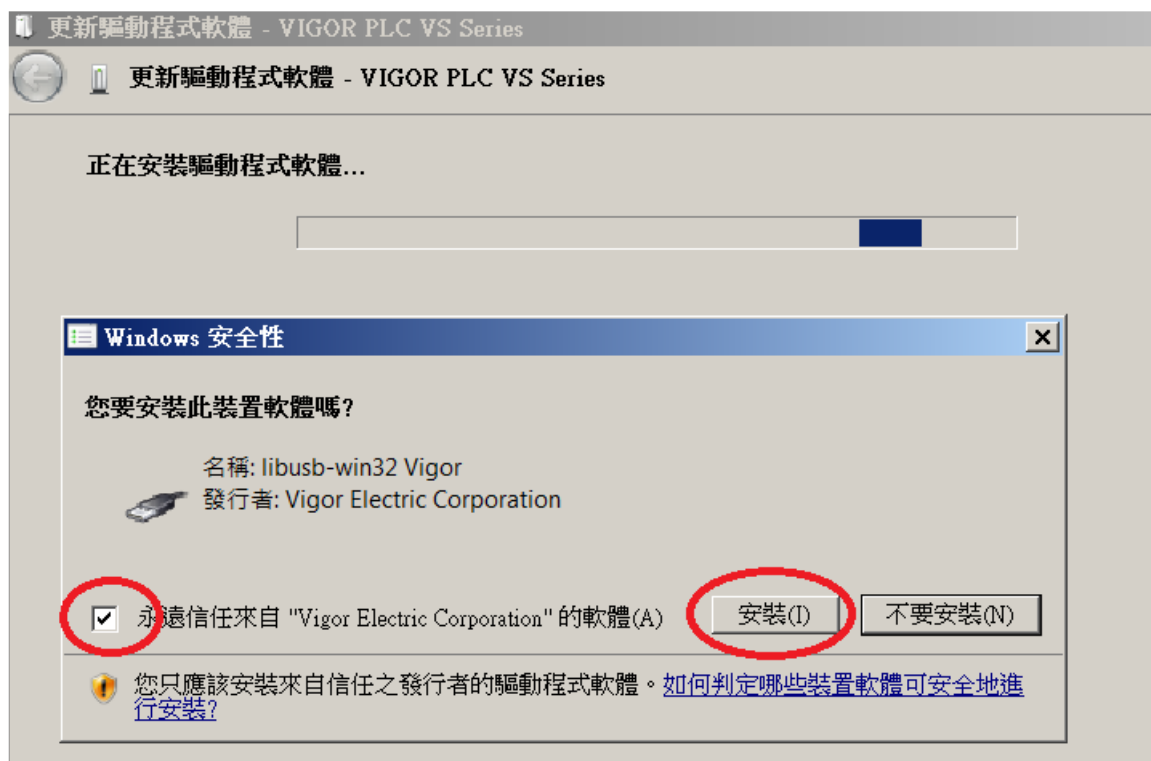 更新驅動程式軟體 - VIGOR PLC VS Series
更新驅動程式軟體 - VIGOR PLC VS Series
正在安裝驅動程式軟體...
Windows 安全性
您要安裝此裝置軟體嗎?
名稱: libusb-win32 Vigor
發行者: Vigor Electric Corporation
永遠信任來自 "Vigor Electric Corporation" 的軟體(A)
安裝(I)
不要安裝(N)
您只應該安裝來自信任之發行者的驅動程式軟體。如何判定哪些裝置軟體可安全地進
行安裝?